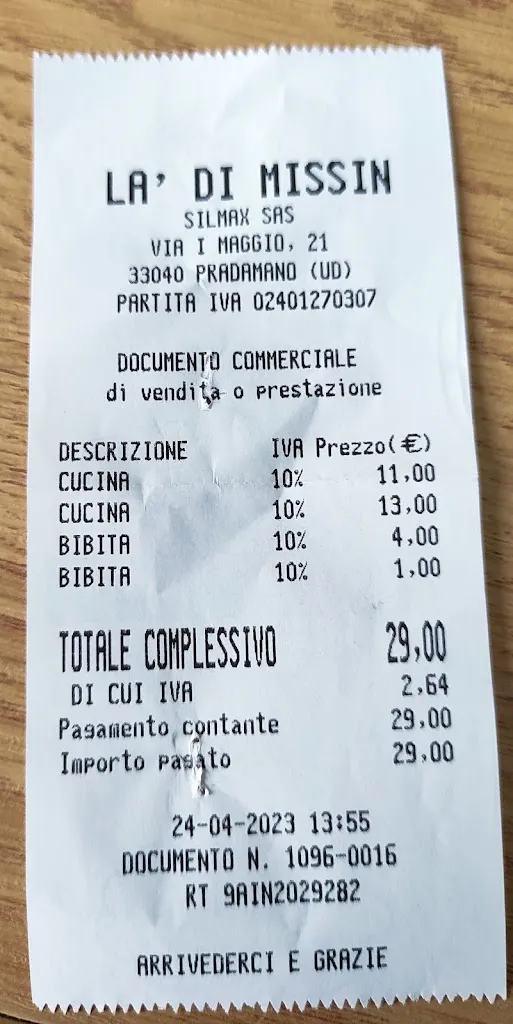 LA' DI MISSIN
SILMAX SAS
VIA I MAGGIO, 21
33040 PRADAMANO (UD)
PARTITA IVA 02401270307
DOCUMENTO COMMERCIALE
di vendita o prestazione
DESCRIZIONE IVA Prezzo(€)
CUCINA 10% 11,00
CUCINA 10% 13,00
BIBITA 10% 4,00
BIBITA 10% 1,00
TOTALE COMPLESSIVO 29,00
DI CUI IVA 2,64
Pagamento contante 29,00
Importo pagato 29,00
24-04-2023 13:55
DOCUMENTO N. 1096-0016
RT 9AIN2029282
ARRIVEDERCI E GRAZIE